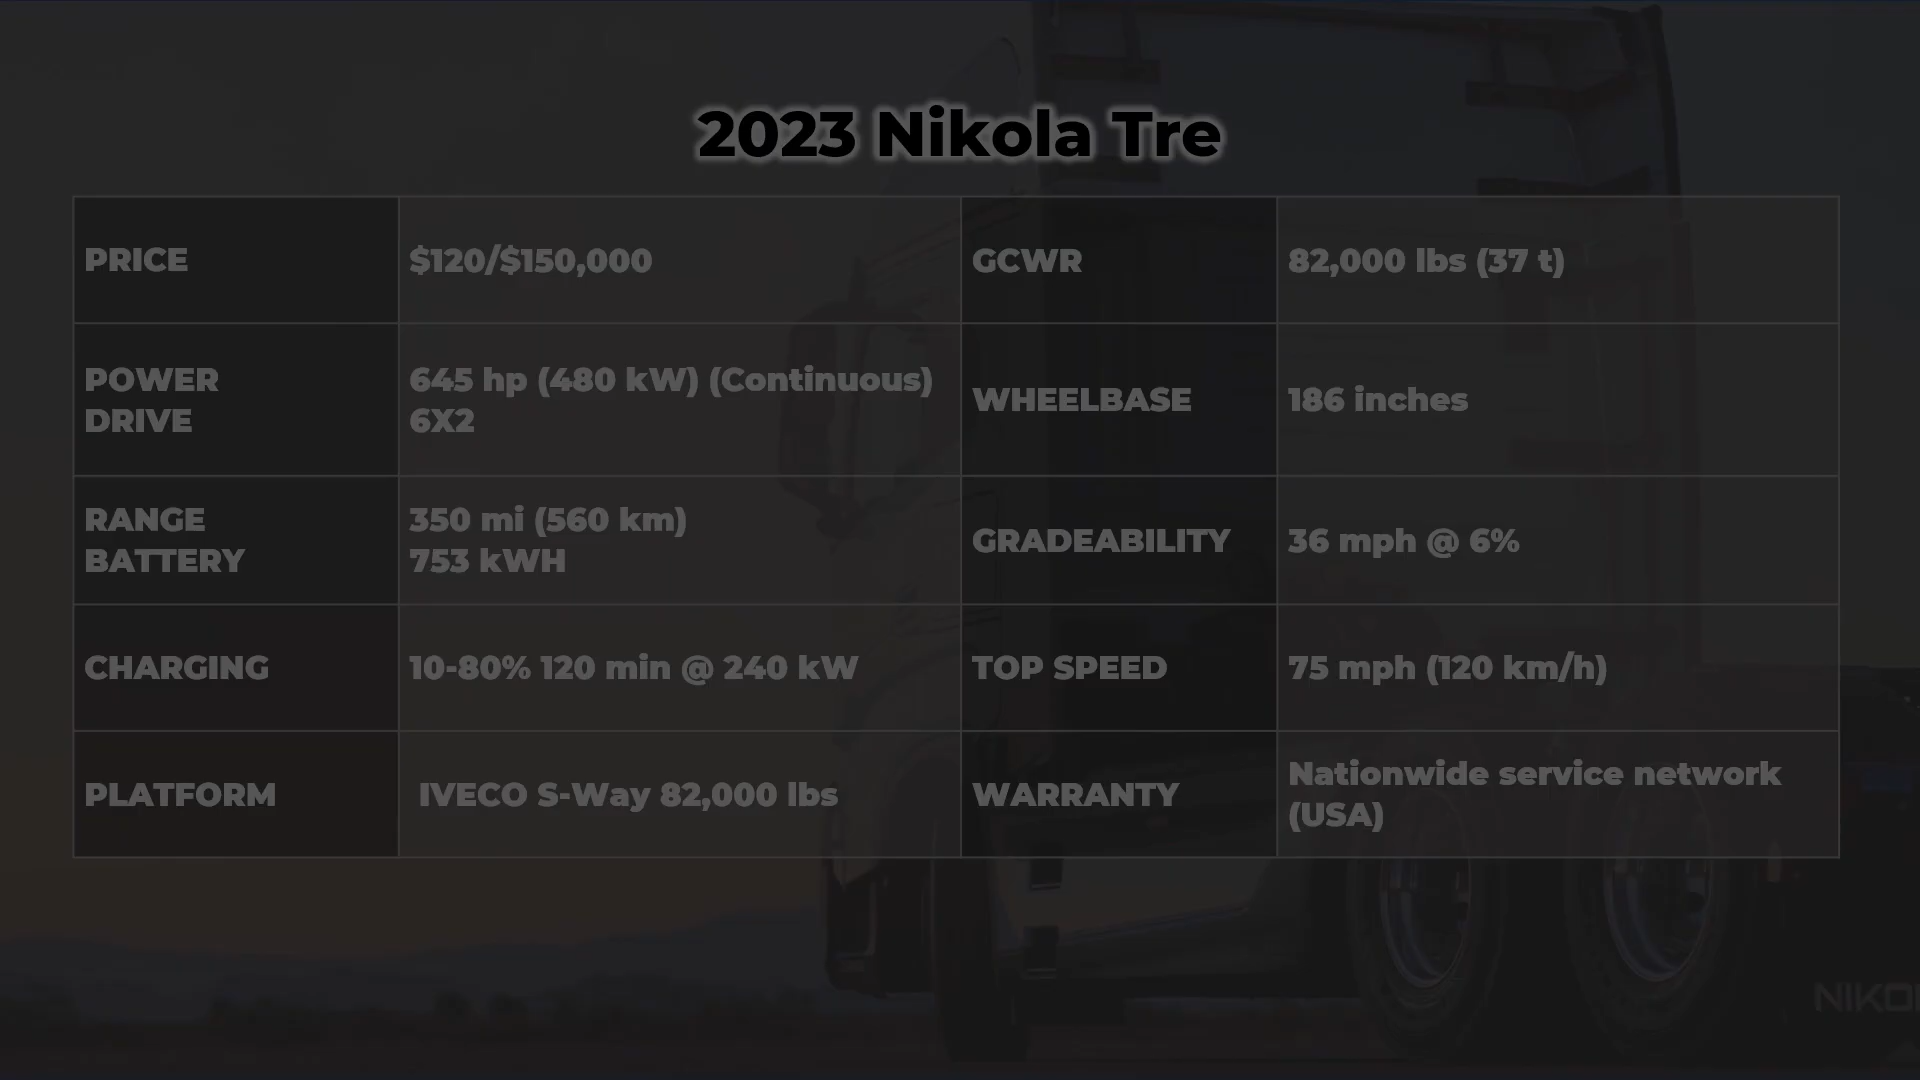 2023 Nikola Tre
PRICE
$120/$150,000
GCWR
82,000 lbs (37 t)
POWER
DRIVE
645 hp (480 kW) (Continuous)
6X2
WHEELBASE
186 inches
RANGE
BATTERY
350 mi (560 km)
753 kWH
GRADEABILITY
36 mph @ 6%
CHARGING
10-80% 120 min @ 240 kW
TOP SPEED
75 mph (120 km/h)
PLATFORM
IVECO S-Way 82,000 lbs
WARRANTY
Nationwide service network
(USA)